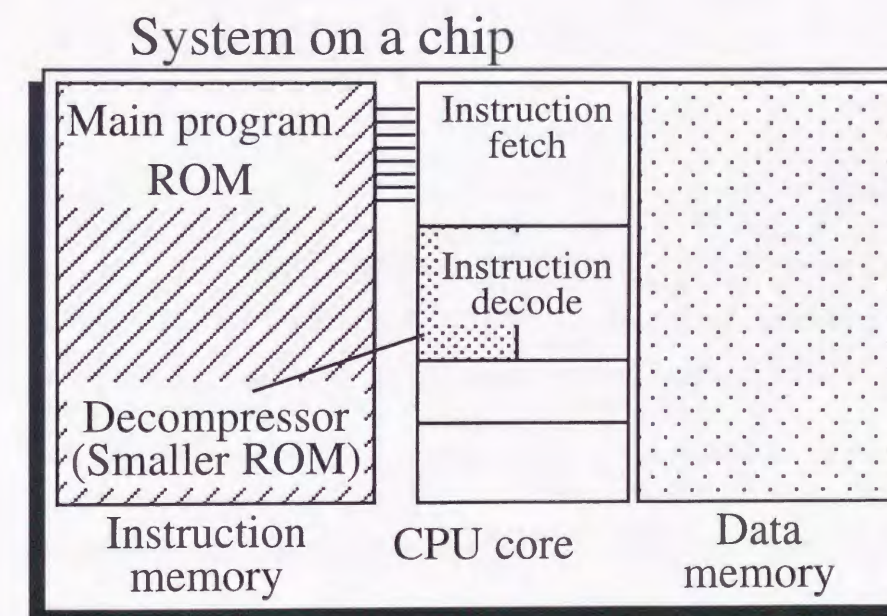 System on a chip
Main program
ROM
Instruction
fetch
Instruction
decode
Decompressor
(Smaller ROM)
Instruction
memory
CPU core
Data
memory